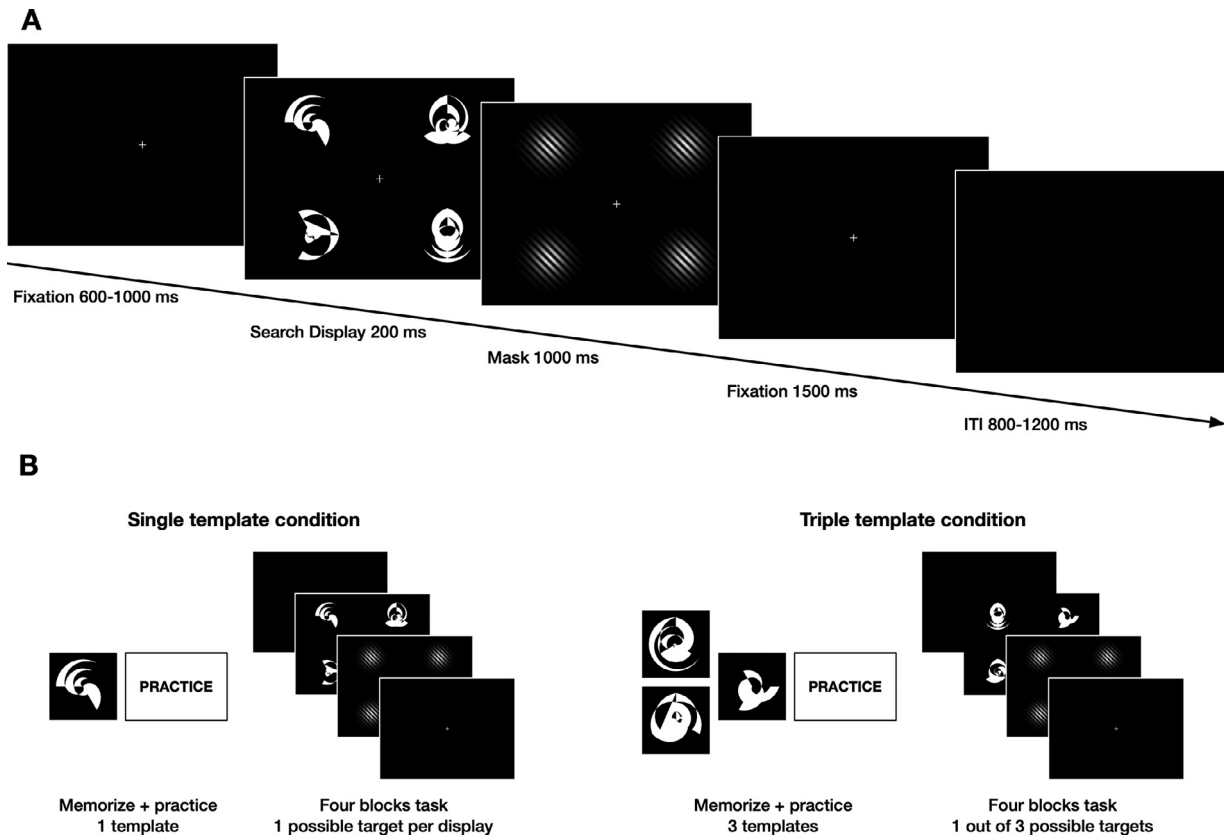 A
Fixation 600-1000 ms
Search Display 200 ms
Mask 1000 ms
Fixation 1500 ms
ITI 800-1200 ms
B
Single template condition
PRACTICE
Memorize + practice
1 template
Four blocks task
1 possible target per display
Triple template condition
PRACTICE
Memorize + practice
3 templates
Four blocks task
1 out of 3 possible targets